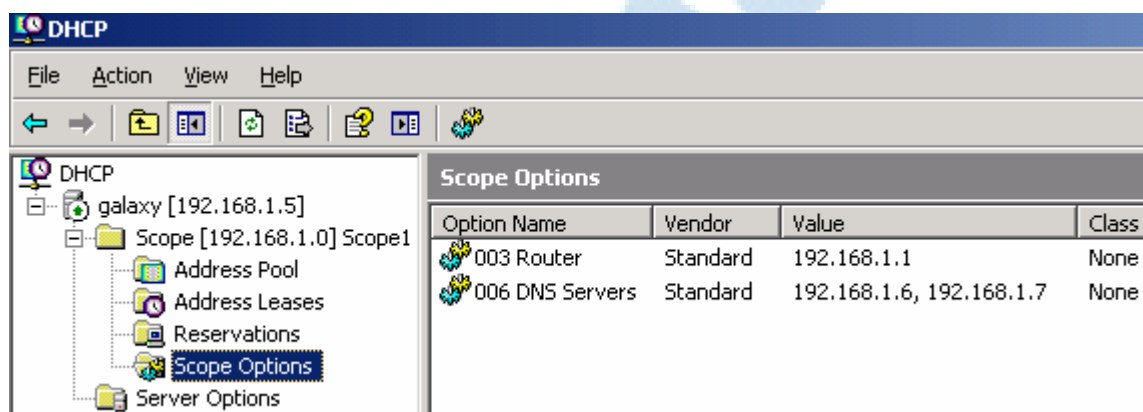 DHCP
File Action View Help
DHCP
galaxy [192.168.1.5]
Scope [192.168.1.0] Scope1
Address Pool
Address Leases
Reservations
Scope Options
Server Options
Scope Options
Option Name Vendor Value Class
003 Router Standard 192.168.1.1 None
006 DNS Servers Standard 192.168.1.6, 192.168.1.7 None